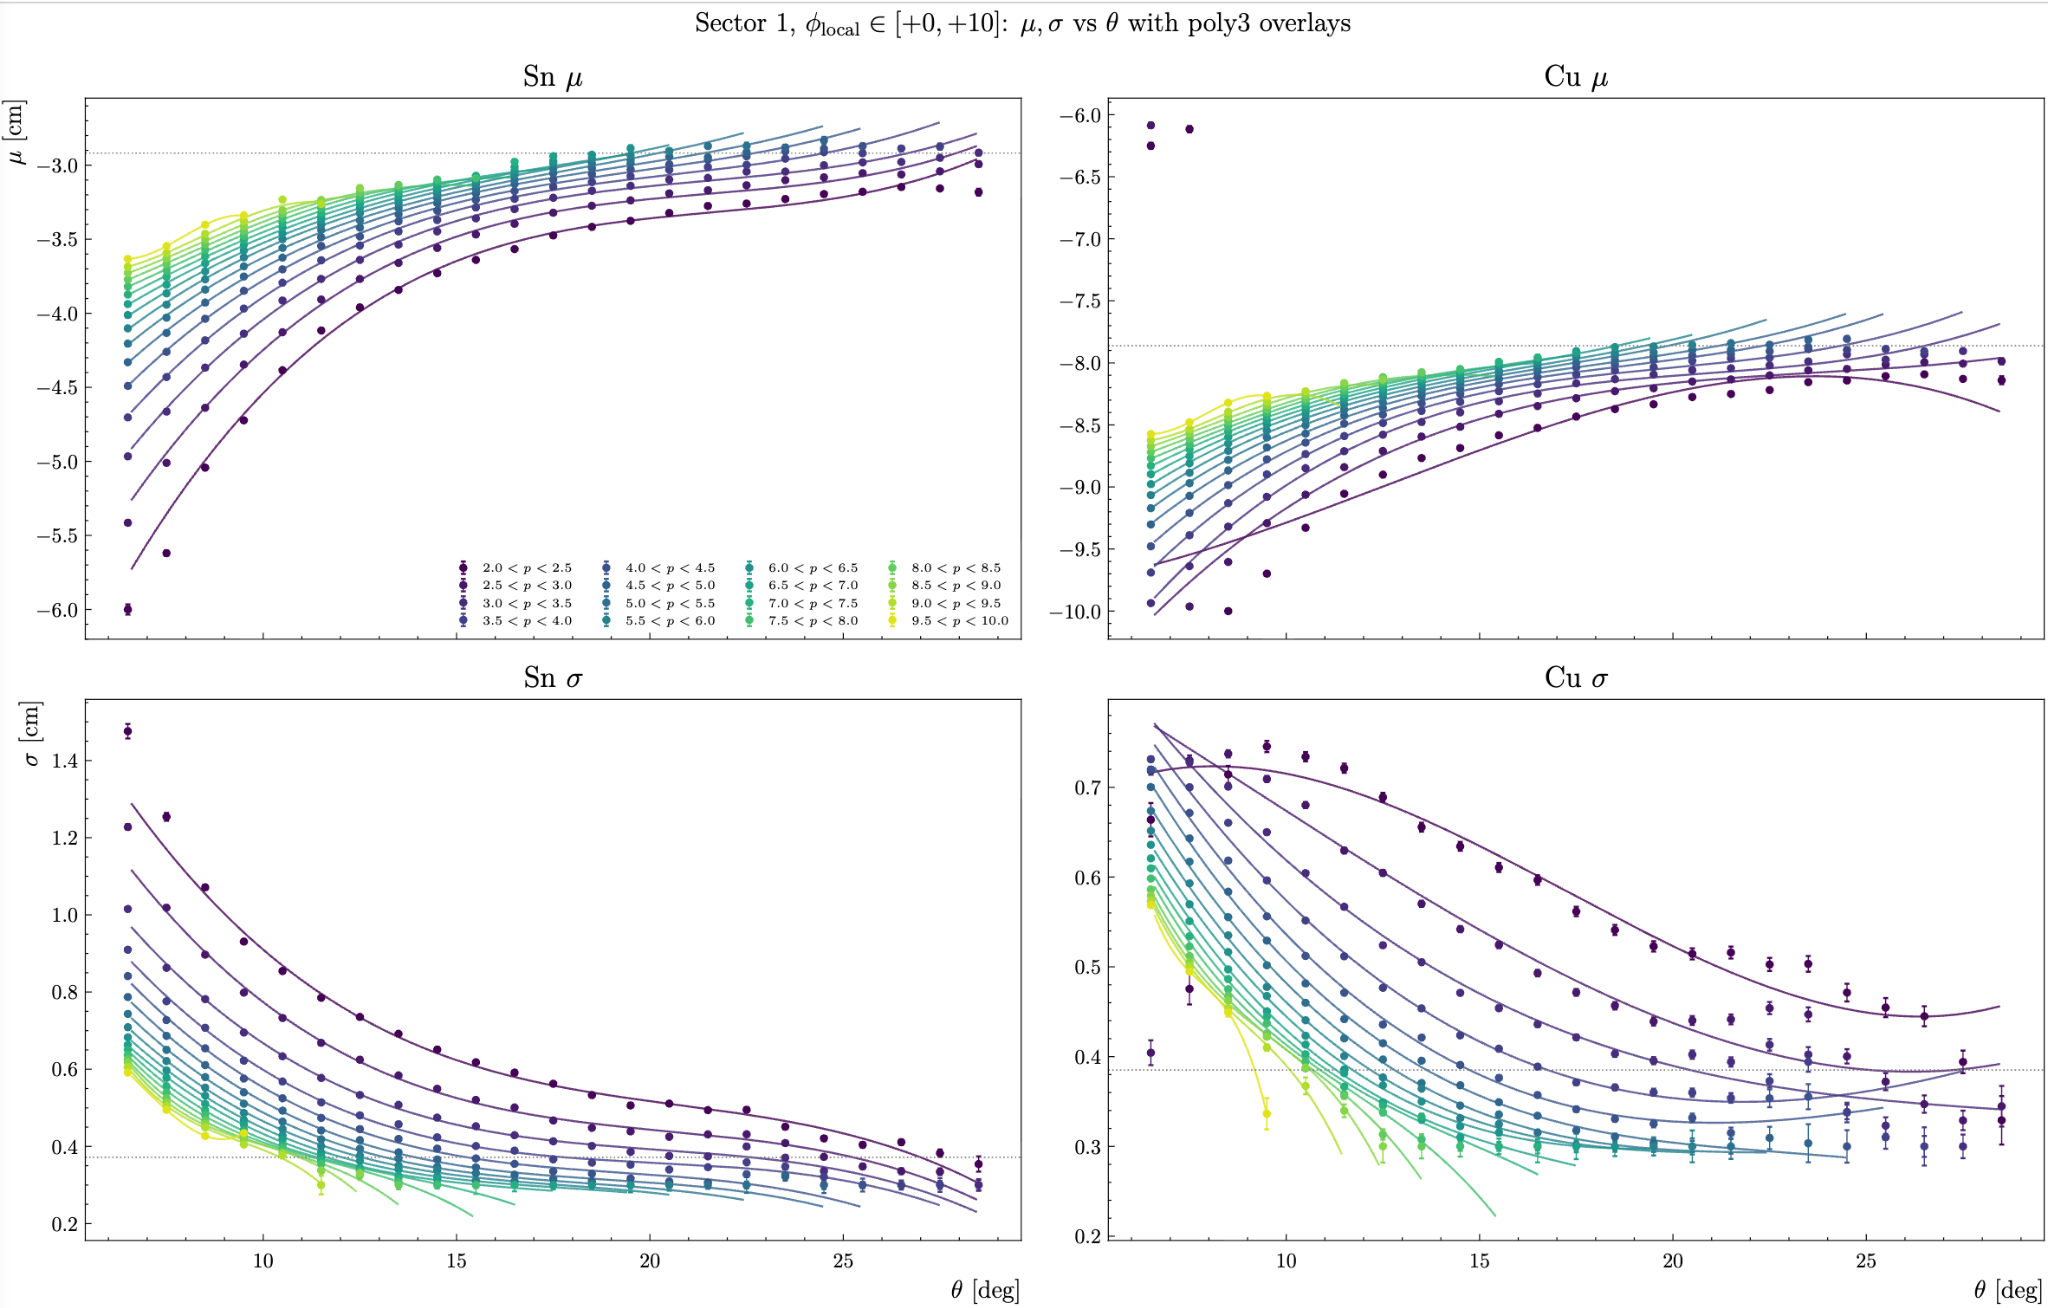 Sector 1, ϕlocal ∈ [+0, +10]: μ, σ vs θ with poly3 overlays
Sn μ
μ [cm]
−3.0
−3.5
−4.0
−4.5
−5.0
−5.5
−6.0
2.0 < p < 2.5
2.5 < p < 3.0
3.0 < p < 3.5
3.5 < p < 4.0
4.0 < p < 4.5
4.5 < p < 5.0
5.0 < p < 5.5
5.5 < p < 6.0
6.0 < p < 6.5
6.5 < p < 7.0
7.0 < p < 7.5
7.5 < p < 8.0
8.0 < p < 8.5
8.5 < p < 9.0
9.0 < p < 9.5
9.5 < p < 10.0
Cu μ
−6.0
−6.5
−7.0
−7.5
−8.0
−8.5
−9.0
−9.5
−10.0
Sn σ
σ [cm]
1.4
1.2
1.0
0.8
0.6
0.4
0.2
10 15 20 25
θ [deg]
Cu σ
0.7
0.6
0.5
0.4
0.3
0.2
10 15 20 25
θ [deg]